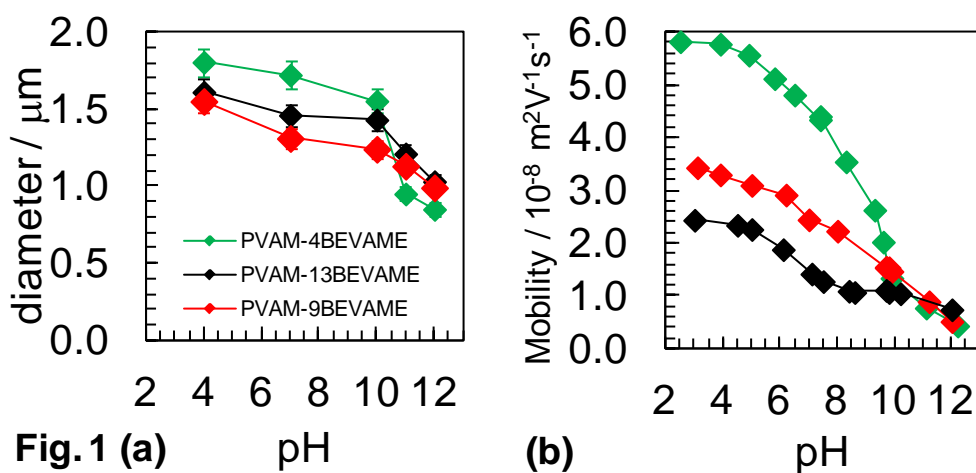 2.0
1.5
1.0
0.5
0.0
diameter / μm
PVAM-4BEVAME
PVAM-13BEVAME
PVAM-9BEVAME
2 4 6 8 10 12
pH
Fig. 1 (a)
6.0
5.0
4.0
3.0
2.0
1.0
0.0
Mobility / 10-8 m2V-1s-1
2 4 6 8 10 12
pH
(b)